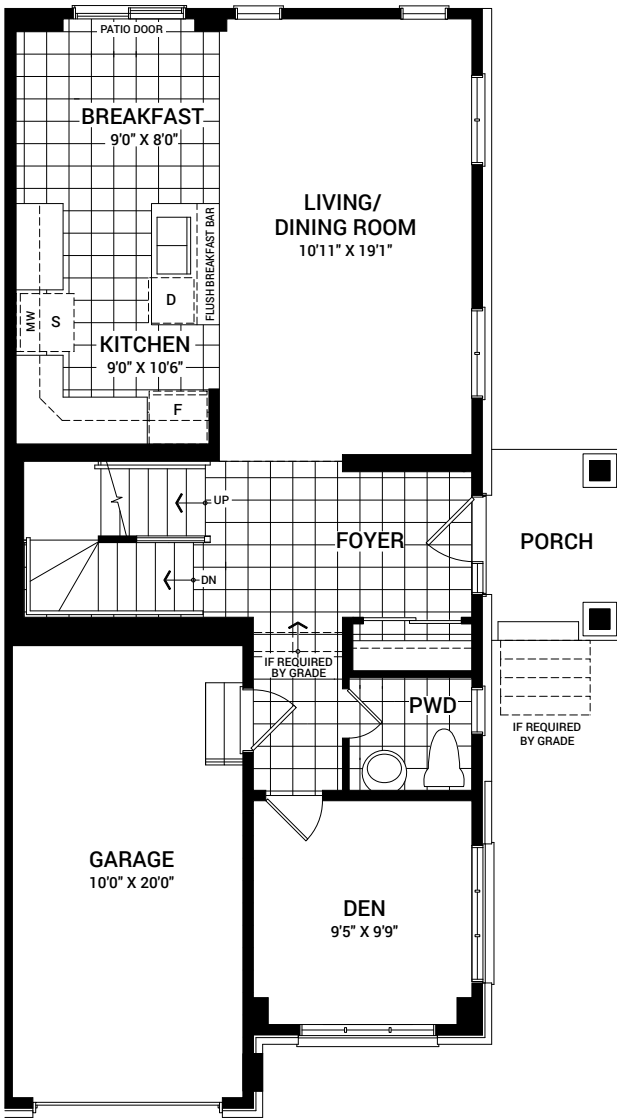 PATIO DOOR
BREAKFAST
9'0" X 8'0"
LIVING/
DINING ROOM
10'11" X 19'1"
FLUSH BREAKFAST BAR
D
MW
S
KITCHEN
9'0" X 10'6"
F
UP
FOYER
PORCH
DN
IF REQUIRED
BY GRADE
PWD
IF REQUIRED
BY GRADE
GARAGE
10'0" X 20'0"
DEN
9'5" X 9'9"